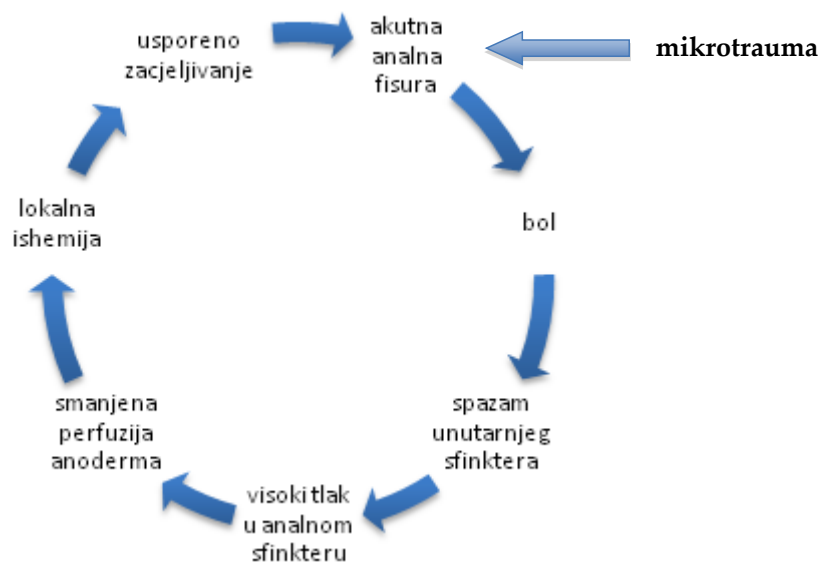 akutna
analna
fisura
mikrotrauma
bol
spazam
unutarnjeg
sfinktera
visoki tlak
u analnom
sfinkteru
smanjena
perfuzija
anoderma
lokalna
ishemija
usporeno
zacjeljivanje